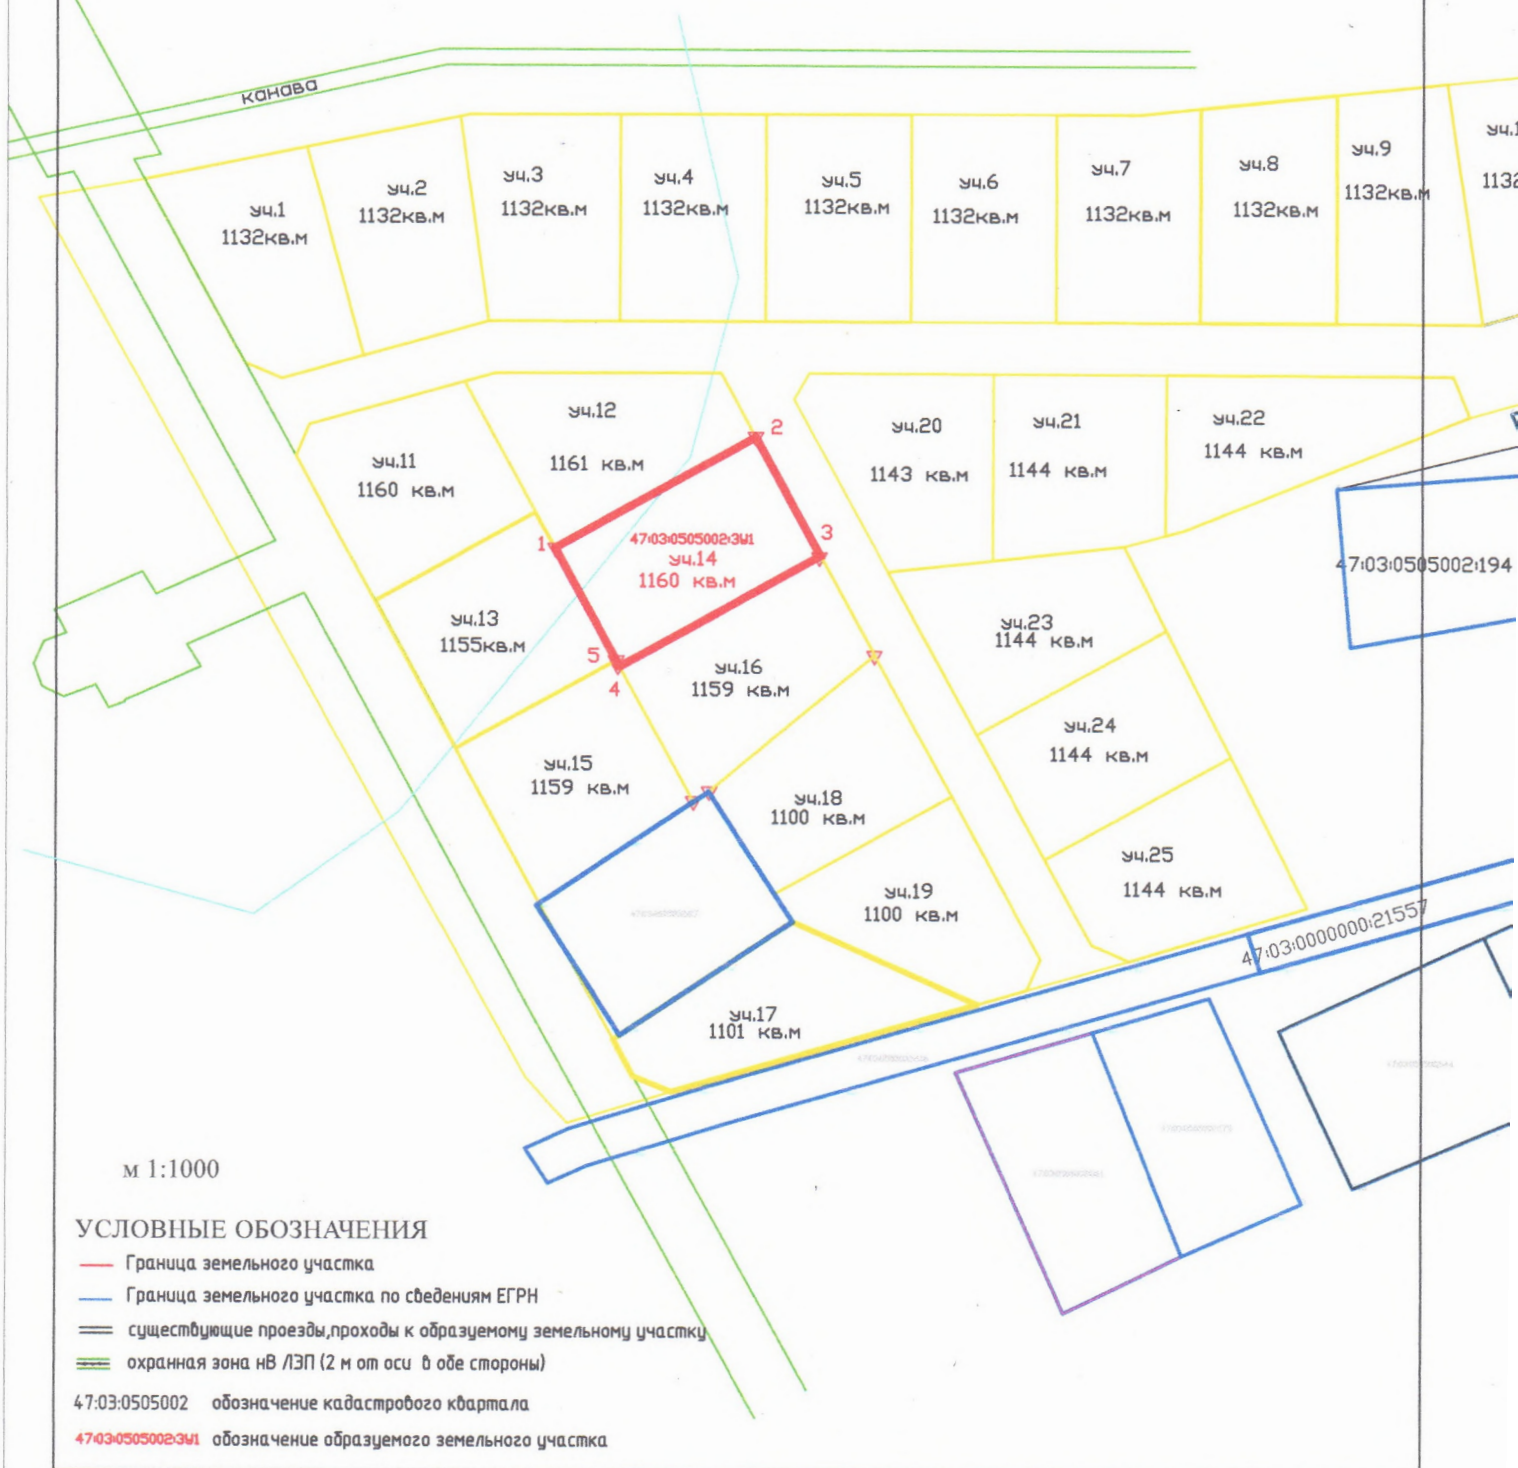 канава
уч.1
1132кв.м
уч.2
1132кв.м
уч.3
1132кв.м
уч.4
1132кв.м
уч.5
1132кв.м
уч.6
1132кв.м
уч.7
1132кв.м
уч.8
1132кв.м
уч.9
1132кв.м
уч.1
1132
уч.11
1160 кв.м
уч.12
1161 кв.м
2
1
3
47:03:0505002:ЗУ1
уч.14
1160 кв.м
5
4
уч.20
1143 кв.м
уч.21
1144 кв.м
уч.22
1144 кв.м
47:03:0505002:194
уч.13
1155кв.м
уч.16
1159 кв.м
уч.23
1144 кв.м
уч.15
1159 кв.м
уч.18
1100 кв.м
уч.24
1144 кв.м
уч.19
1100 кв.м
уч.25
1144 кв.м
47:03:0000000:21557
уч.17
1101 кв.м
м 1:1000
УСЛОВНЫЕ ОБОЗНАЧЕНИЯ
Граница земельного участка
Граница земельного участка по сведениям ЕГРН
существующие проезды,проходы к образуемому земельному участку
охранная зона нВ ЛЭП (2 м от оси в обе стороны)
47:03:0505002 обозначение кадастрового квартала
47:03:0505002:ЗУ1 обозначение образуемого земельного участка